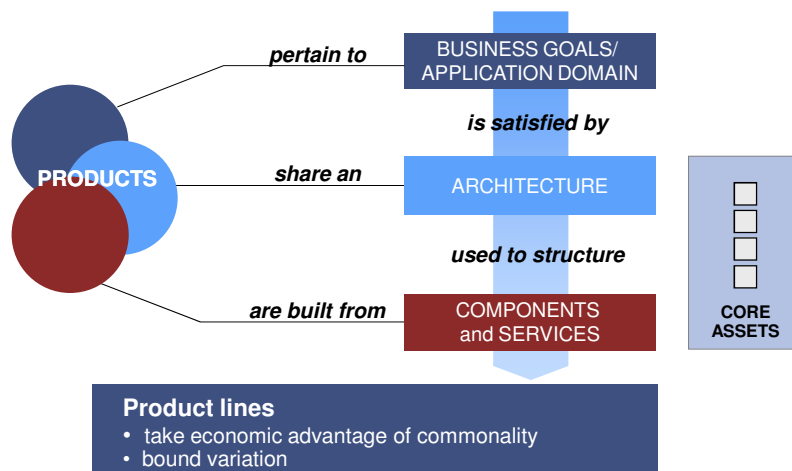 pertain to
BUSINESS GOALS/
APPLICATION DOMAIN
is satisfied by
PRODUCTS
share an
ARCHITECTURE
used to structure
are built from
COMPONENTS
and SERVICES
CORE
ASSETS
Product lines
• take economic advantage of commonality
• bound variation